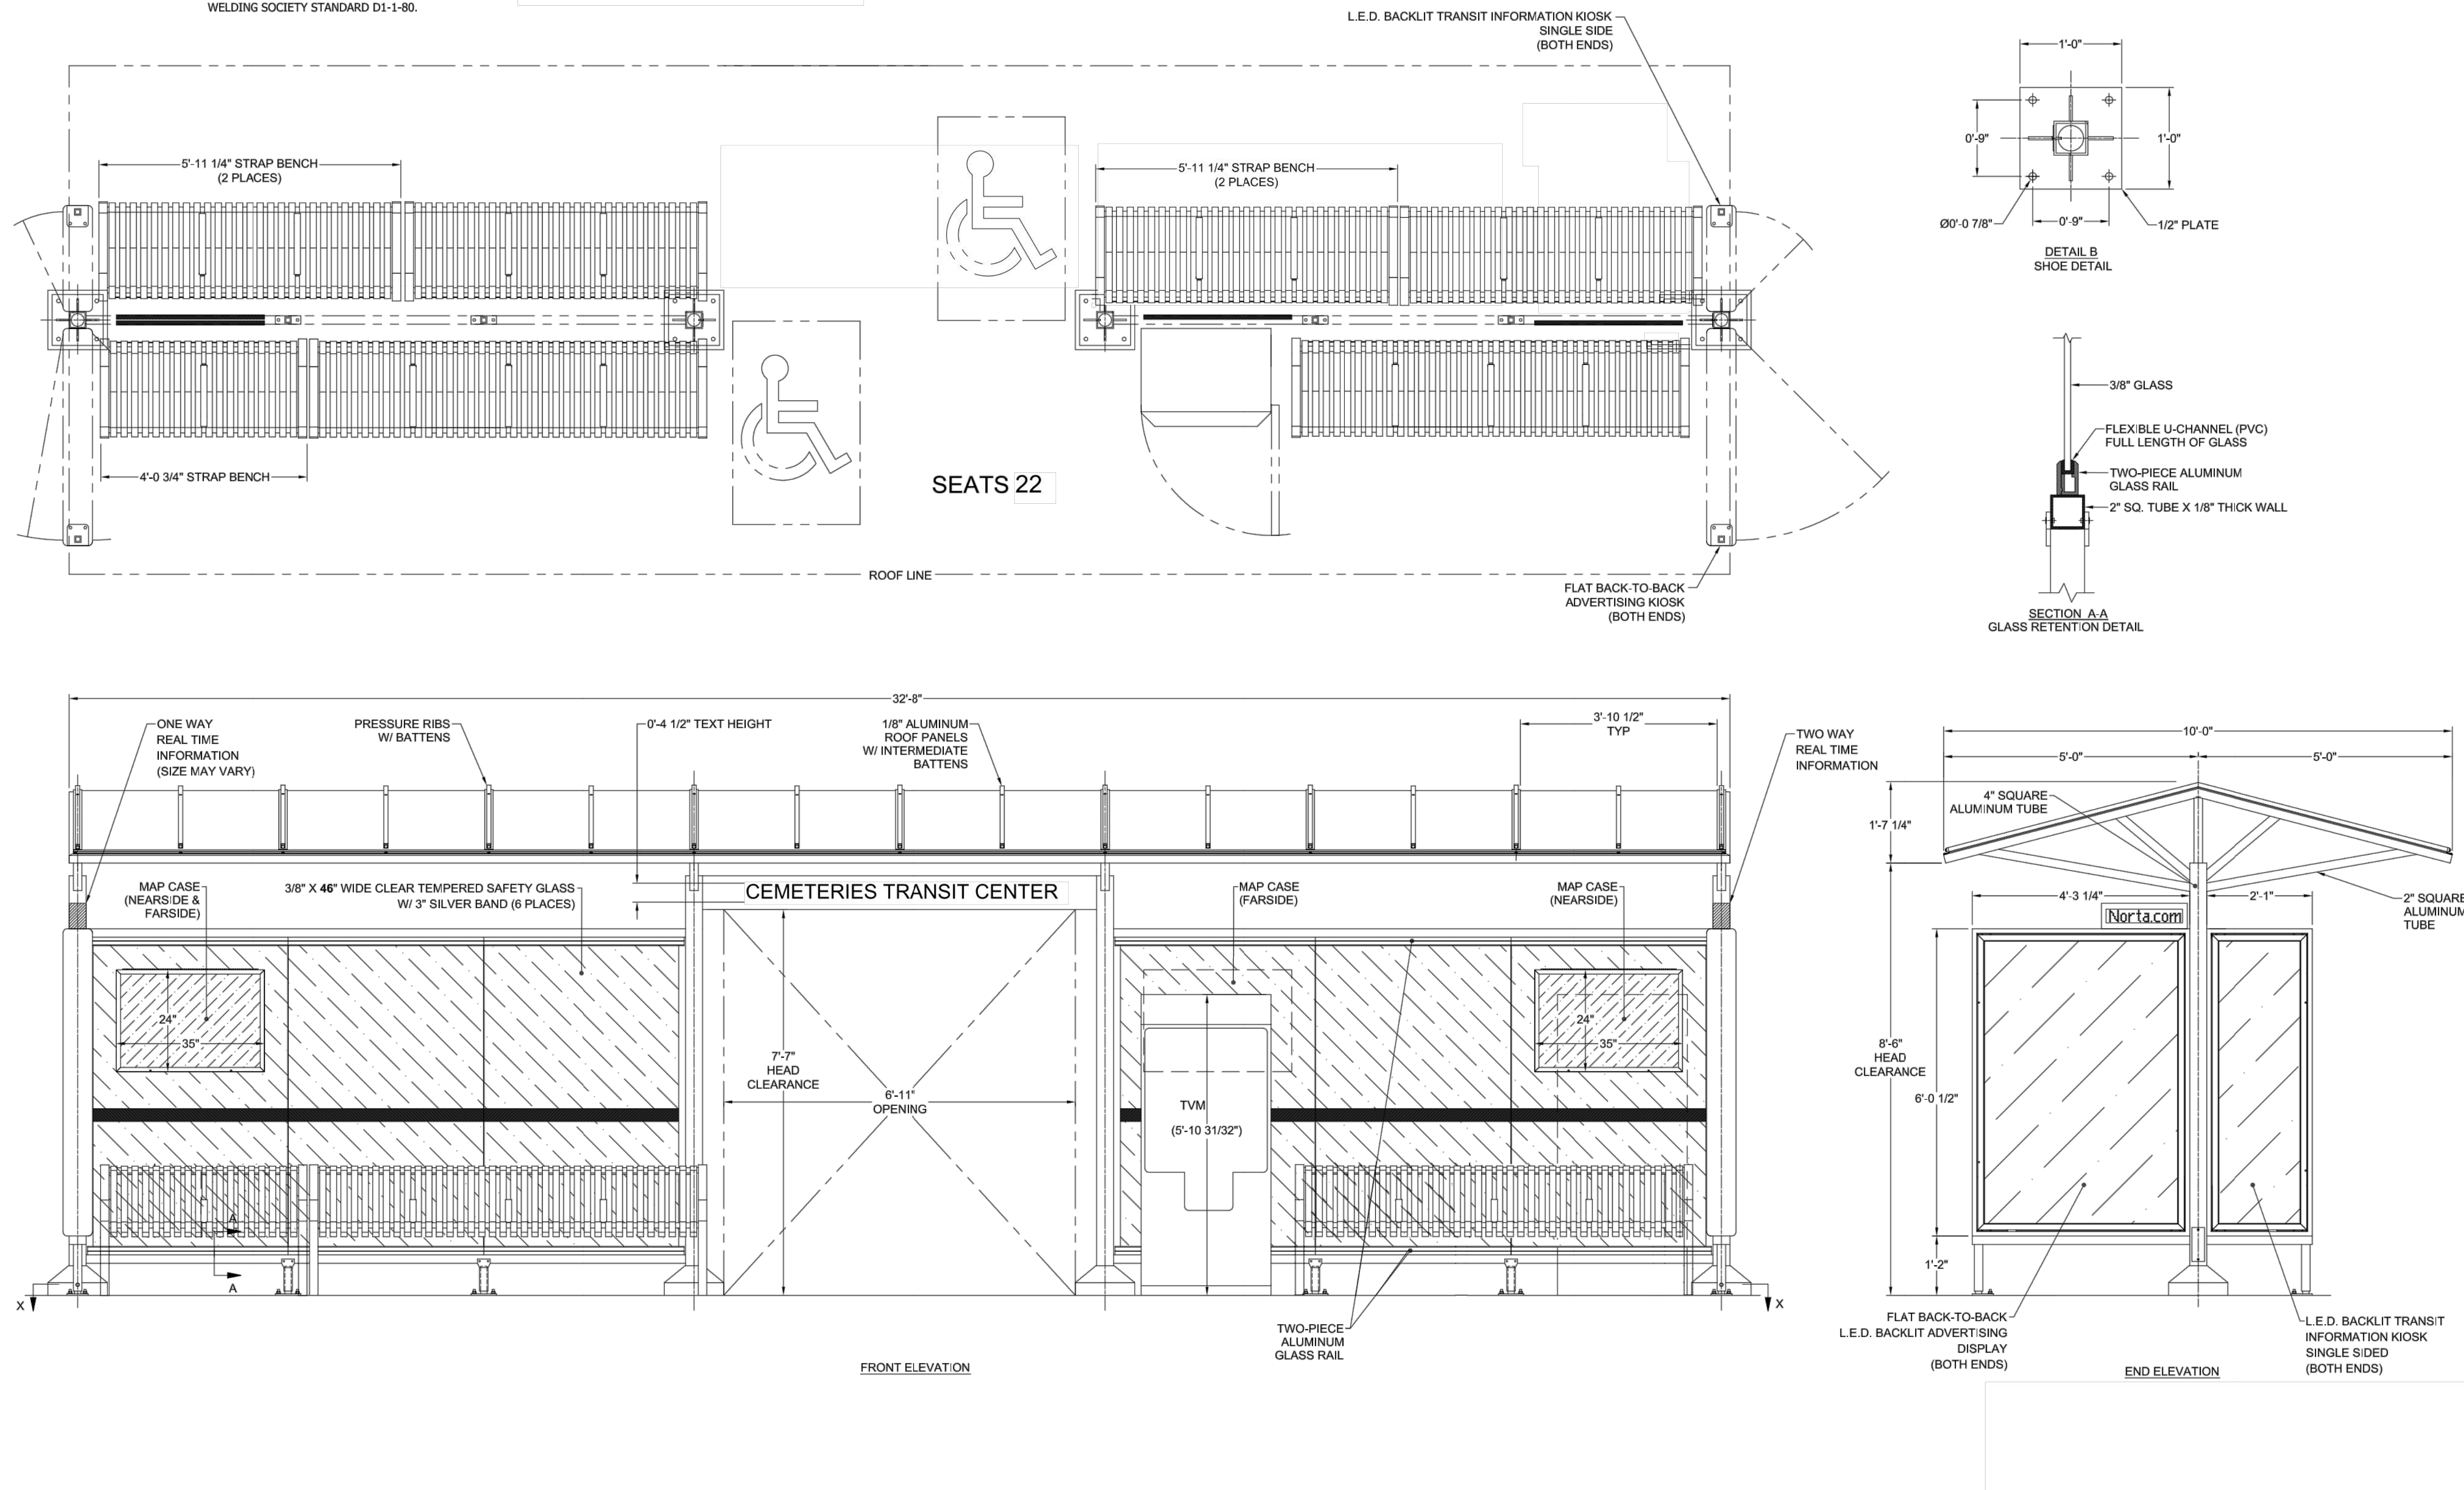 WELDING SOCIETY STANDARD D1-1-80.
L.E.D. BACKLIT TRANSIT INFORMATION KIOSK
SINGLE SIDE
(BOTH ENDS)
5'-11 1/4" STRAP BENCH
(2 PLACES)
5'-11 1/4" STRAP BENCH
(2 PLACES)
4'-0 3/4" STRAP BENCH
SEATS 22
ROOF LINE
FLAT BACK-TO-BACK
ADVERTISING KIOSK
(BOTH ENDS)
1'-0"
0'-9"
1'-0"
Ø0'-0 7/8"
0'-9"
1/2" PLATE
DETAIL B
SHOE DETAIL
3/8" GLASS
FLEXIBLE U-CHANNEL (PVC)
FULL LENGTH OF GLASS
TWO-PIECE ALUMINUM
GLASS RAIL
2" SQ. TUBE X 1/8" THICK WALL
SECTION A-A
GLASS RETENTION DETAIL
32'-8"
ONE WAY
REAL TIME
INFORMATION
(SIZE MAY VARY)
PRESSURE RIBS
W/ BATTENS
0'-4 1/2" TEXT HEIGHT
1/8" ALUMINUM
ROOF PANELS
W/ INTERMEDIATE
BATTENS
3'-10 1/2"
TYP
TWO WAY
REAL TIME
INFORMATION
MAP CASE
(NEARSIDE &
FARSIDE)
3/8" X 46" WIDE CLEAR TEMPERED SAFETY GLASS
W/ 3" SILVER BAND (6 PLACES)
CEMETERIES TRANSIT CENTER
MAP CASE
(FARSIDE)
MAP CASE
(NEARSIDE)
24"
35"
7'-7"
HEAD
CLEARANCE
6'-11"
OPENING
TVM
(5'-10 31/32")
24"
35"
A
A
X
X
TWO-PIECE
ALUMINUM
GLASS RAIL
FRONT ELEVATION
10'-0"
5'-0"
5'-0"
4" SQUARE
ALUMINUM TUBE
1'-7 1/4"
4'-3 1/4"
2'-1"
Norta.com
2" SQUARE
ALUMINUM
TUBE
8'-6"
HEAD
CLEARANCE
6'-0 1/2"
1'-2"
FLAT BACK-TO-BACK
L.E.D. BACKLIT ADVERTISING
DISPLAY
(BOTH ENDS)
L.E.D. BACKLIT TRANSIT
INFORMATION KIOSK
SINGLE SIDED
(BOTH ENDS)
END ELEVATION